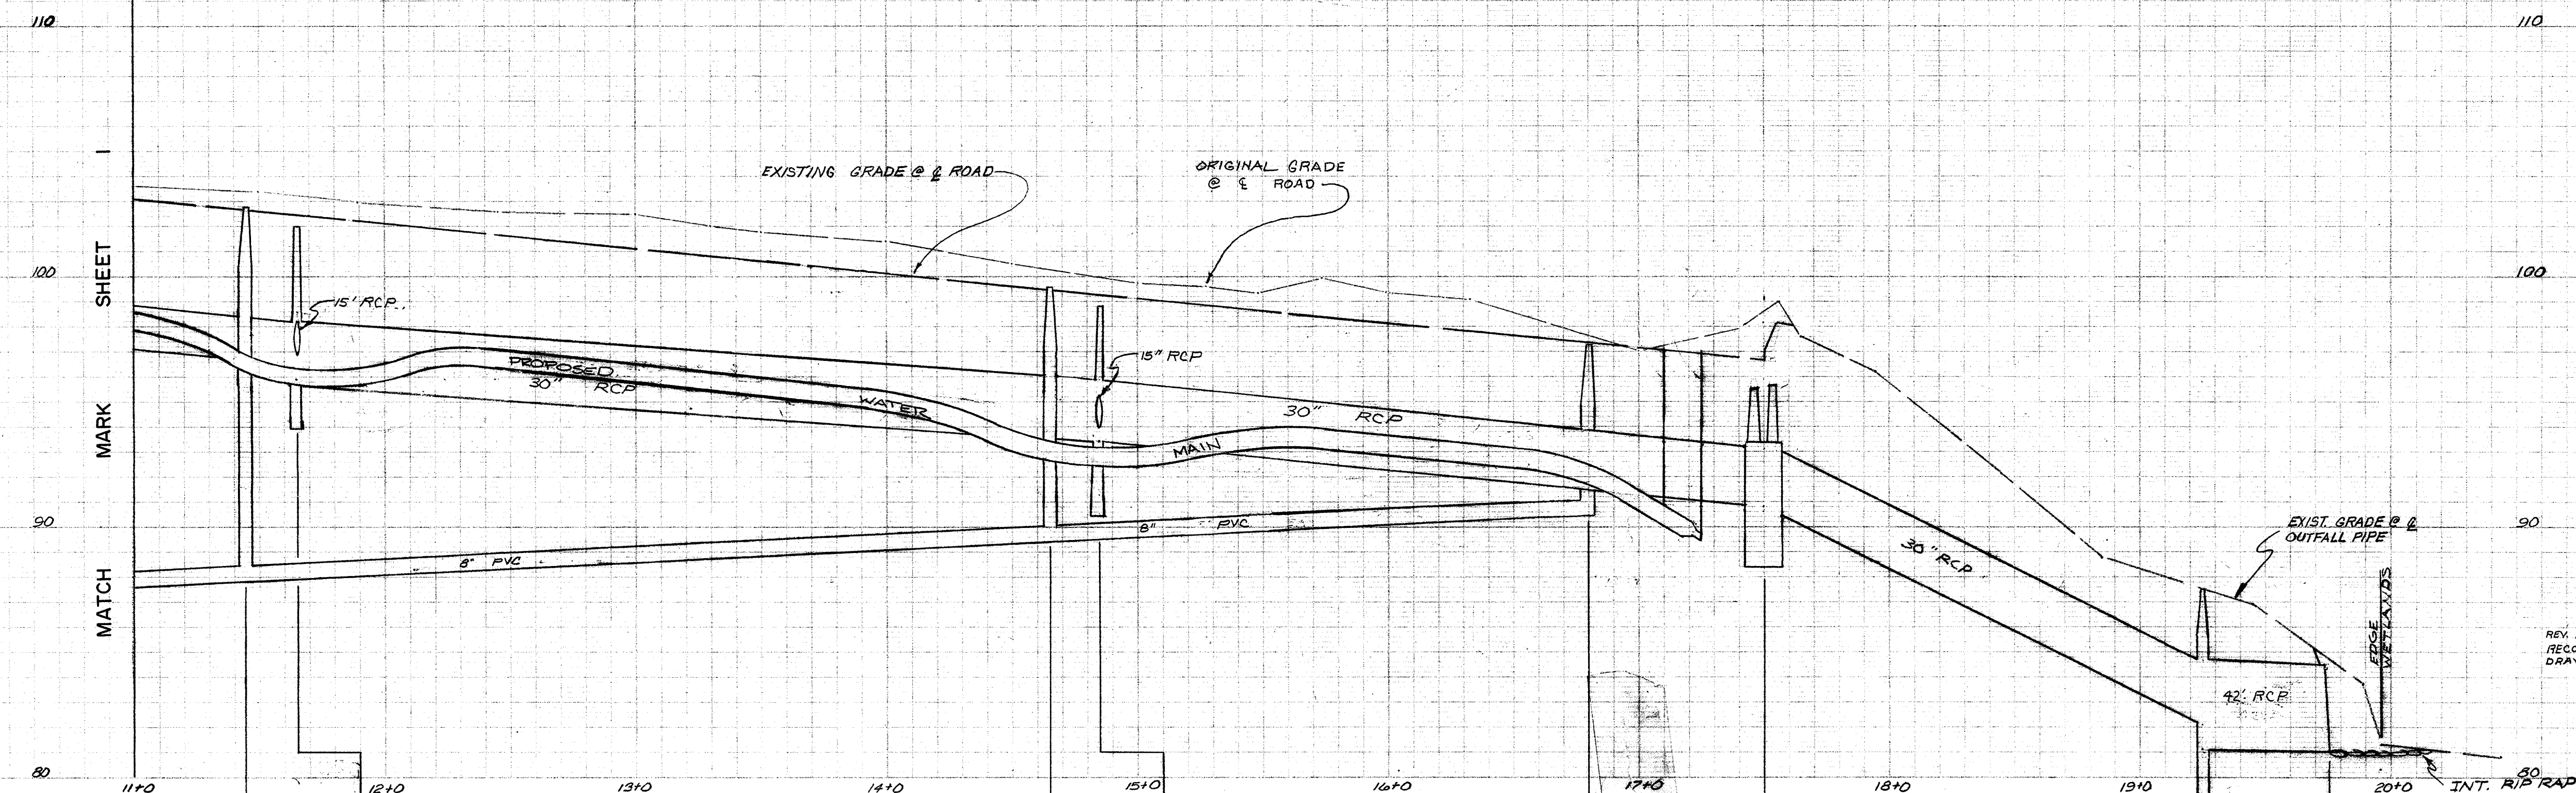 110
110
EXISTING GRADE @ ℄ ROAD
ORIGINAL GRADE
@ ℄ ROAD
100
100
MATCH MARK SHEET 1
15' RCP.
15" RCP
PROPOSED
30" RCP
WATER
MAIN
30" RCP
90
90
8" PVC
8" PVC
30" RCP
EXIST. GRADE @ ℄
OUTFALL PIPE
EDGE
WETLANDS
42' RCP
REV.
80
80
11+0
12+0
13+0
14+0
15+0
16+0
17+0
18+0
19+0
20+0
INT. RIP RAP